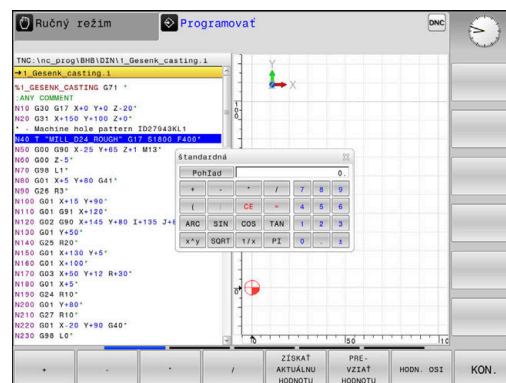 Ručný režim
Programovať
DNC
TNC:\nc_prog\BHB\DIN\1_Gesenk_casting.i
→1_Gesenk_casting.i
%1_GESENK_CASTING G71 *
;ANY COMMENT
N10 G30 G17 X+0 Y+0 Z-20*
N20 G31 X+150 Y+100 Z+0*
* - Machine hole pattern ID27943KL1
N40 T "MILL_D24_ROUGH" G17 S1800 F400*
N50 G00 G90 X-25 Y+85 Z+1 M13*
N60 G00 Z-5*
N70 G98 L1*
N80 G01 X+5 Y+80 G41*
N90 G26 R3*
N100 G01 X+15 Y+90*
N110 G01 G91 X+120*
N120 G02 G90 X+145 Y+80 I+135 J+8
N130 G01 Y+50*
N140 G25 R20*
N150 G01 X+130 Y+5*
N160 G01 X+100*
N170 G03 X+50 Y+12 R+30*
N180 G01 X+5*
N190 G24 R10*
N200 G01 Y+80*
N210 G27 R10*
N220 G01 X-20 Y+90 G40*
N230 G98 L0*
Y
X
štandardná
Pohľad 0.
+ - * / 7 8 9
( ) CE = 4 5 6
ARC SIN COS TAN 1 2 3
x^y SQRT 1/x PI 0 . ±
0 50
+
-
*
/
ZÍSKAŤ
AKTUÁLNU
HODNOTU
PRE-
VZIAŤ
HODNOTU
HODN. OSI
KON.